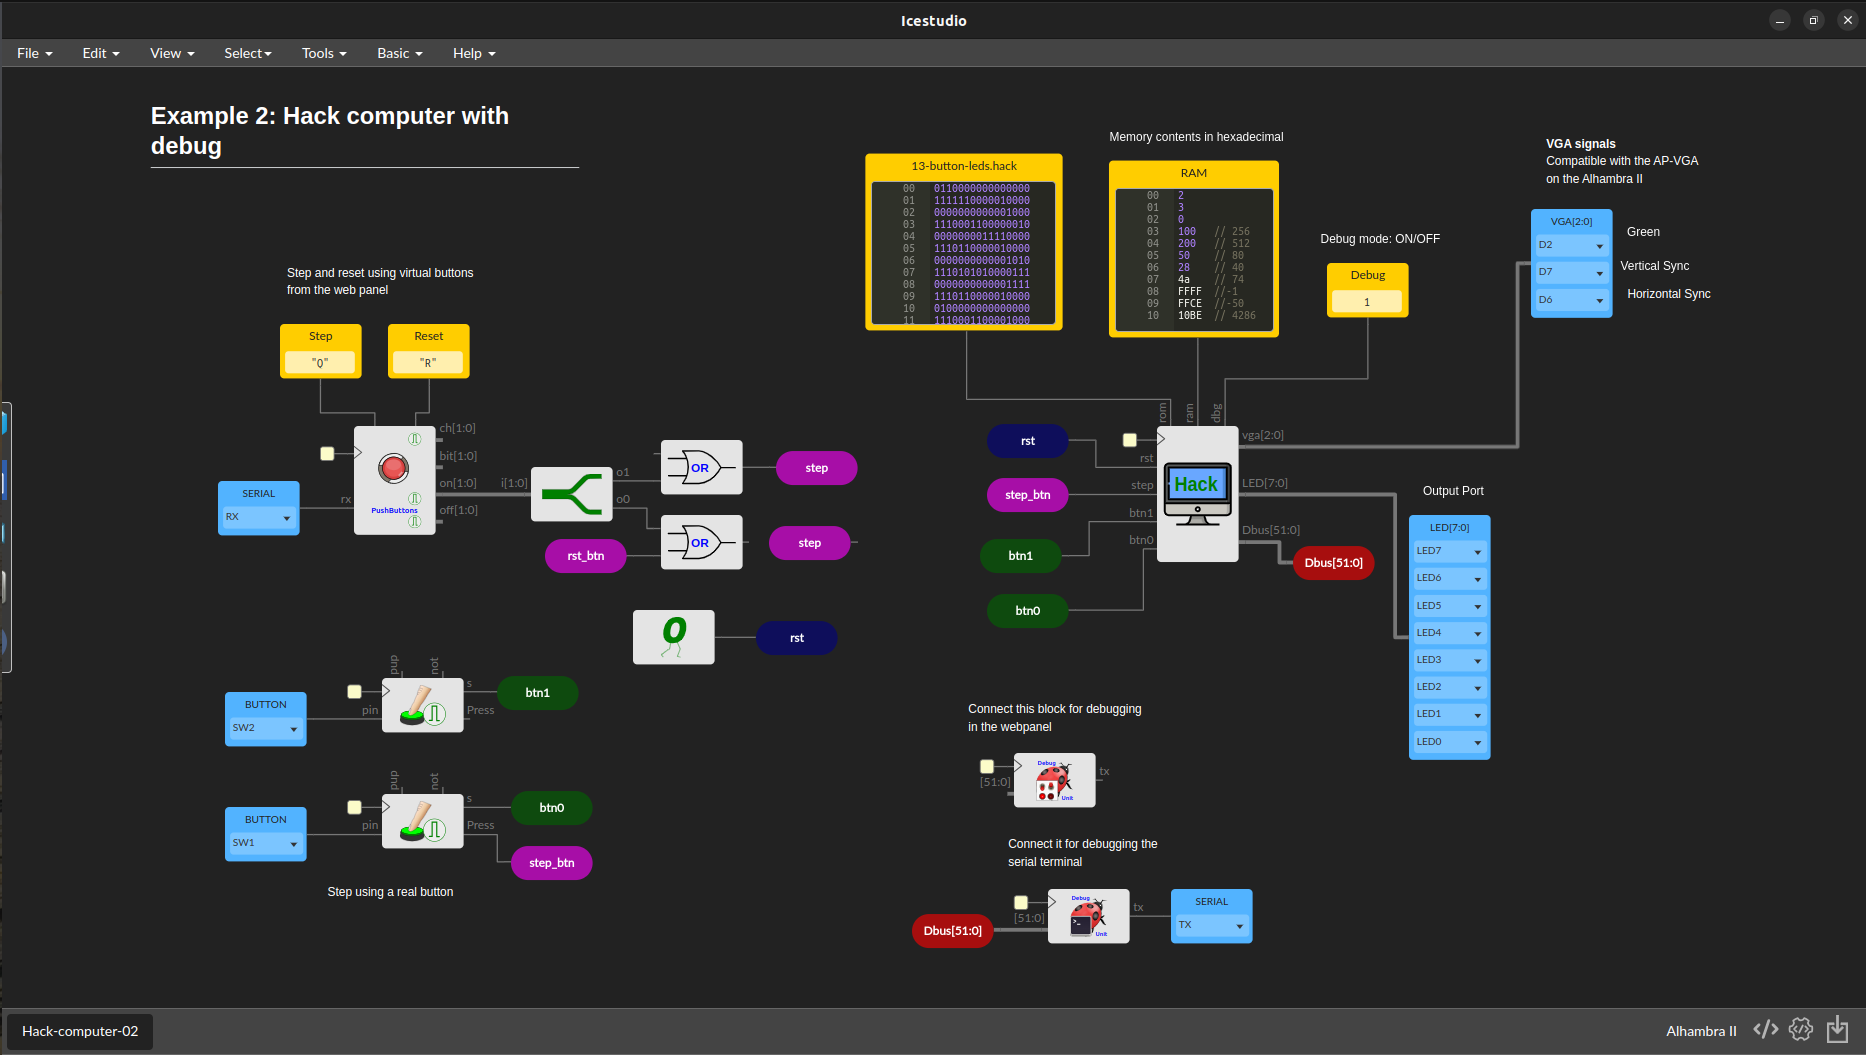 Icestudio
File
Edit
View
Select
Tools
Basic
Help
Example 2: Hack computer with
debug
Step and reset using virtual buttons
from the web panel
Step
"Q"
Reset
"R"
ch[1:0]
bit[1:0]
on[1:0]
off[1:0]
rx
PushButtons
SERIAL
RX
i[1:0]
o1
o0
OR
step
OR
step
rst_btn
rst
BUTTON
SW2
pup
not
pin
s
Press
btn1
BUTTON
SW1
pup
not
pin
s
Press
btn0
step_btn
Step using a real button
13-button-leds.hack
00 0110000000000000
01 1111110000010000
02 0000000000001000
03 1110001100000010
04 0000000011110000
05 1110110000010000
06 0000000000001010
07 1110101010000111
08 0000000000001111
09 1110110000010000
10 0100000000000000
11 1110001100001000
Memory contents in hexadecimal
RAM
00 2
01 3
02 0
03 100 // 256
04 200 // 512
05 50 // 80
06 28 // 40
07 4a // 74
08 FFFF //-1
09 FFCE //-50
10 10BE // 4286
Debug mode: ON/OFF
Debug
1
VGA signals
Compatible with the AP-VGA
on the Alhambra II
VGA[2:0]
D2
Green
D7
Vertical Sync
D6
Horizontal Sync
rom
ram
dbg
rst
rst
step_btn
step
btn1
btn1
btn0
btn0
Hack
vga[2:0]
LED[7:0]
Dbus[51:0]
Dbus[51:0]
Output Port
LED[7:0]
LED7
LED6
LED5
LED4
LED3
LED2
LED1
LED0
Connect this block for debugging
in the webpanel
[51:0]
Debug
Unit
tx
Connect it for debugging the
serial terminal
Dbus[51:0]
[51:0]
Debug
>_
Unit
tx
SERIAL
TX
Hack-computer-02
Alhambra II